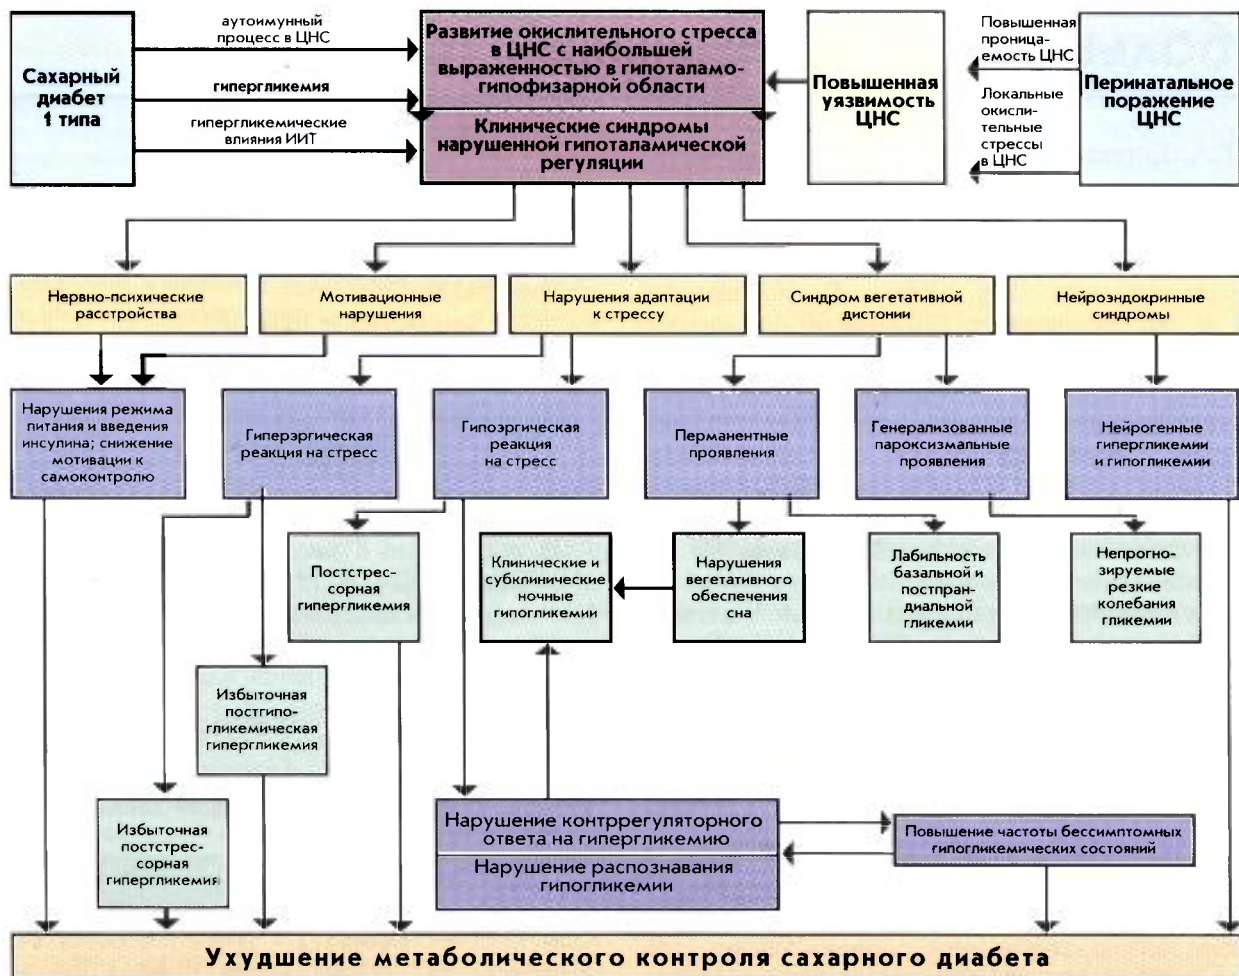 Сахарный
диабет
1 типа
аутоимунный
процесс в ЦНС
гипергликемия
гипергликемические
влияния ИИТ
Развитие окислительного стресса
в ЦНС с наибольшей
выраженностью в гипоталамо-
гипофизарной области
Клинические синдромы
нарушенной гипоталамической
регуляции
Повышенная
уязвимость
ЦНС
Повышенная
проница-
емость ЦНС
Локальные
окисли-
тельные
стрессы
в ЦНС
Перинатальное
поражение
ЦНС
Нервно-психические
расстройства
Мотивационные
нарушения
Нарушения адаптации
к стрессу
Синдром вегетативной
дистонии
Нейроэндокринные
синдромы
Нарушения режима
питания и введения
инсулина; снижение
мотивации к
самоконтролю
Гиперэргическая
реакция на стресс
Гипоэргическая
реакция
на стресс
Перманентные
проявления
Генерализованные
пароксизмальные
проявления
Нейрогенные
гипергликемии
и гипогликемии
Постстрес-
сорная
гипергликемия
Клинические и
субклинические
ночные
гипогликемии
Нарушения
вегетативного
обеспечения
сна
Лабильность
базальной и
постпран-
диальной
гликемии
Непрогно-
зируемые
резкие
колебания
гликемии
Избыточная
постгипо-
гликемическая
гипергликемия
Избыточная
постстрес-
сорная
гипергликемия
Нарушение контррегуляторного
ответа на гипергликемию
Нарушение распознавания
гипогликемии
Повышение частоты бессимптомных
гипогликемических состояний
Ухудшение метаболического контроля сахарного диабета